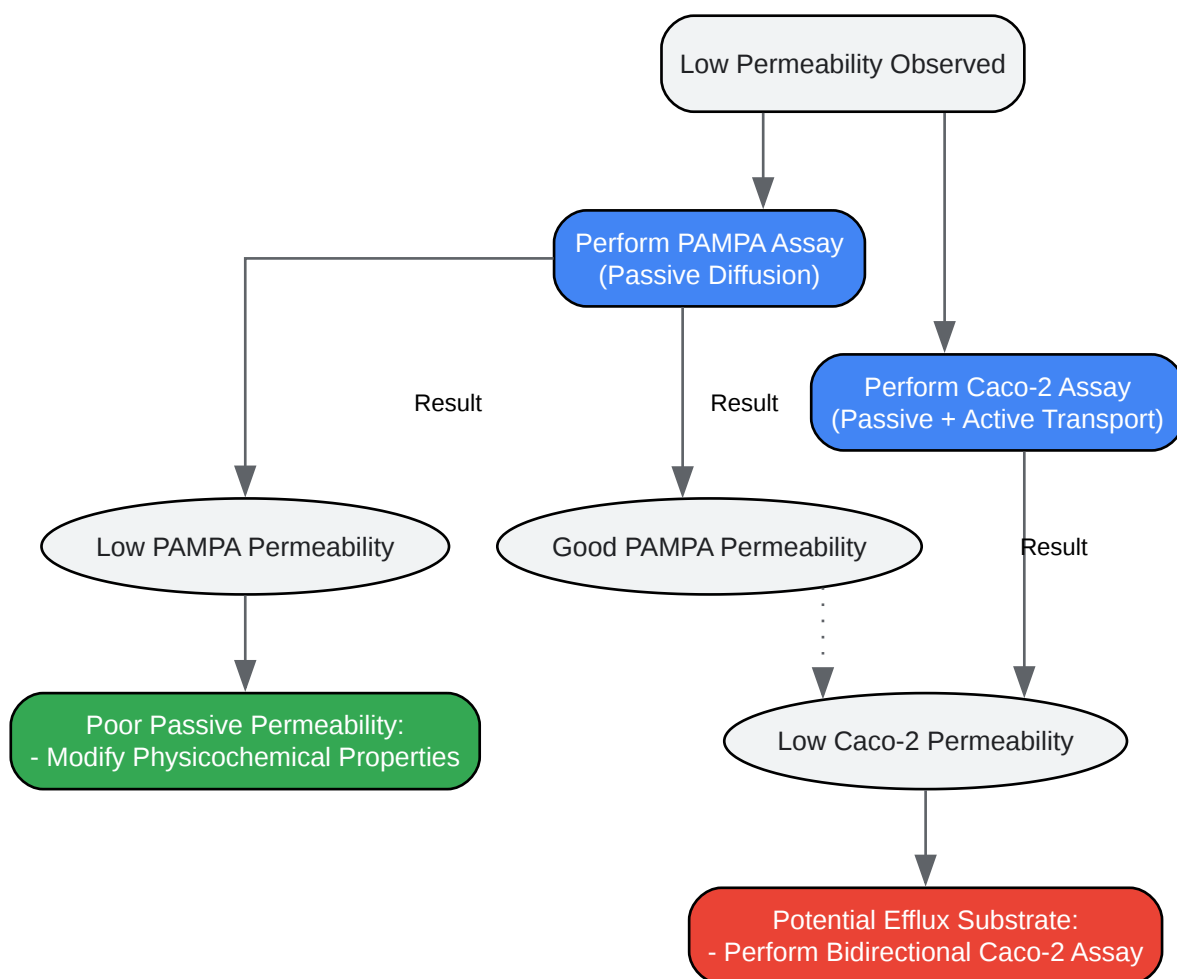 Low Permeability Observed
Perform PAMPA Assay
(Passive Diffusion)
Perform Caco-2 Assay
(Passive + Active Transport)
Result
Result
Result
Low PAMPA Permeability
Good PAMPA Permeability
Poor Passive Permeability:
- Modify Physicochemical Properties
Low Caco-2 Permeability
Potential Efflux Substrate:
- Perform Bidirectional Caco-2 Assay